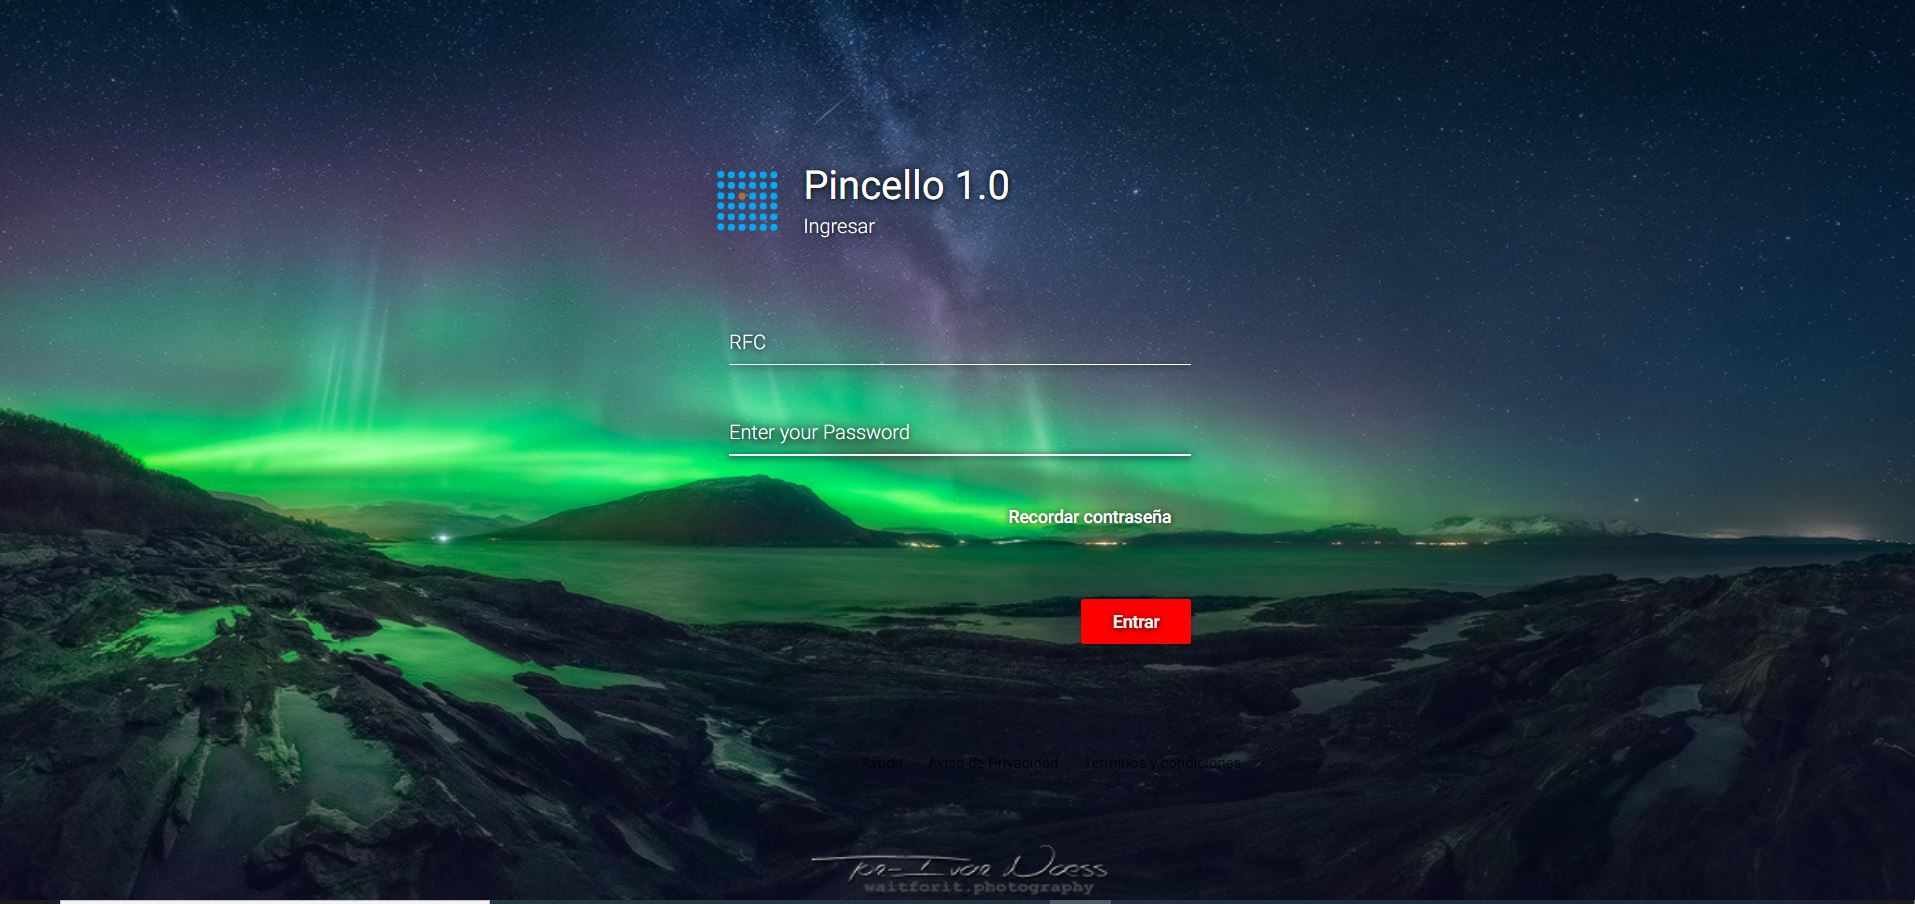 Pincello 1.0
Ingresar
RFC
Enter your Password
Recordar contraseña
Entrar
Ayuda Aviso de Privacidad Términos y condiciones
Tor-Ivar Næss
waitforit.photography